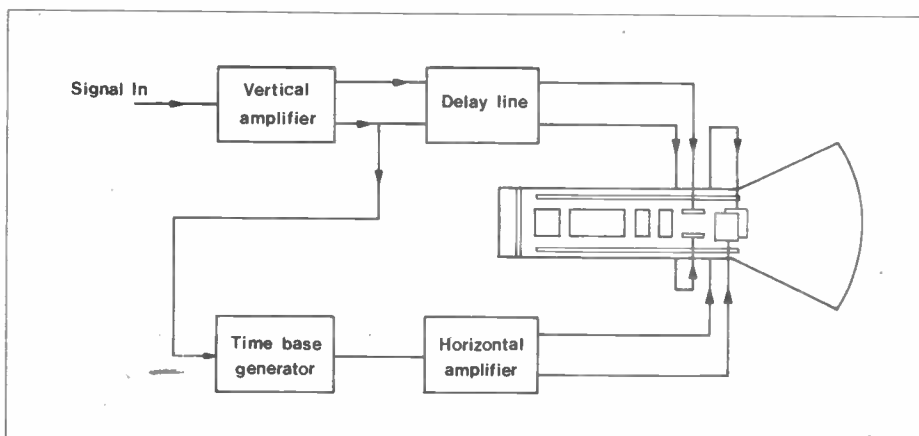 Signal In
Vertical
amplifier
Delay line
Time base
generator
Horizontal
amplifier